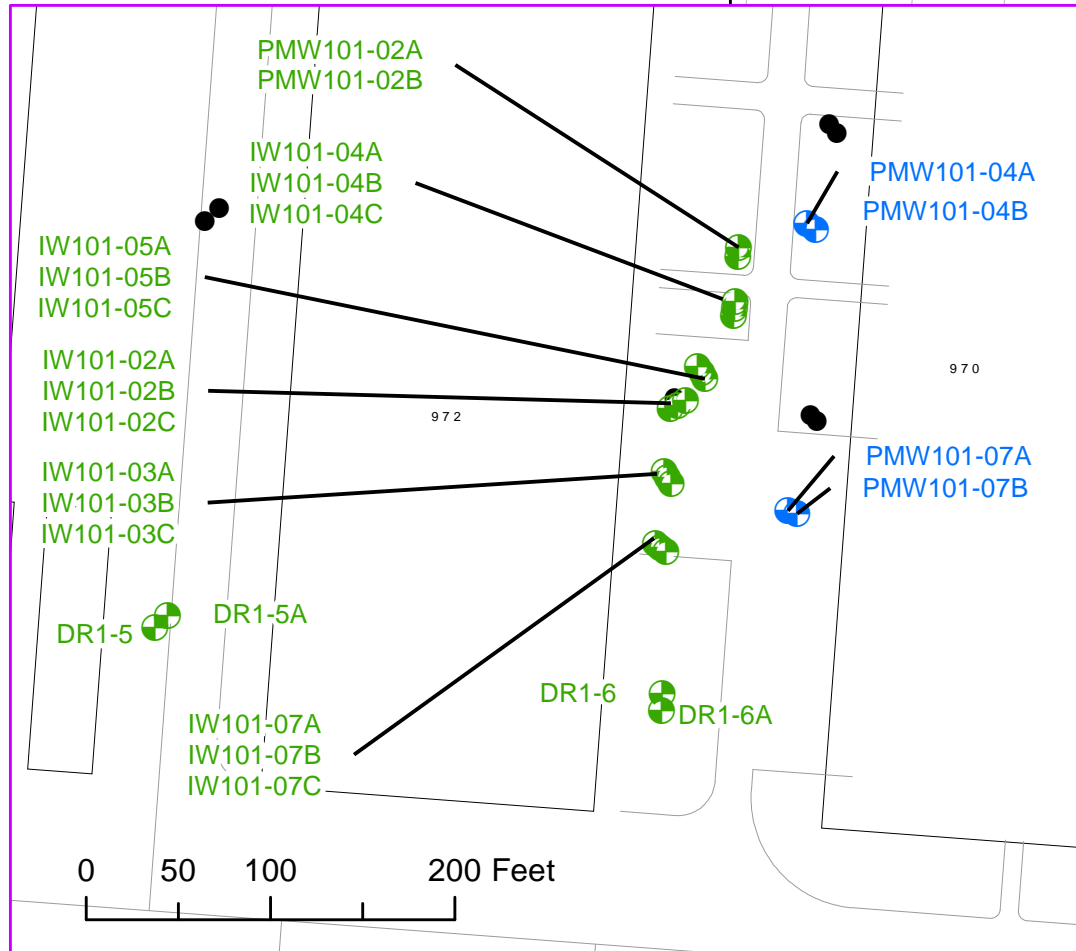 PMW101-02A
PMW101-02B
IW101-04A
IW101-04B
IW101-04C
PMW101-04A
PMW101-04B
IW101-05A
IW101-05B
IW101-05C
IW101-02A
IW101-02B
IW101-02C
972
970
IW101-03A
IW101-03B
IW101-03C
PMW101-07A
PMW101-07B
DR1-5
DR1-5A
DR1-6
DR1-6A
IW101-07A
IW101-07B
IW101-07C
0 50 100 200 Feet